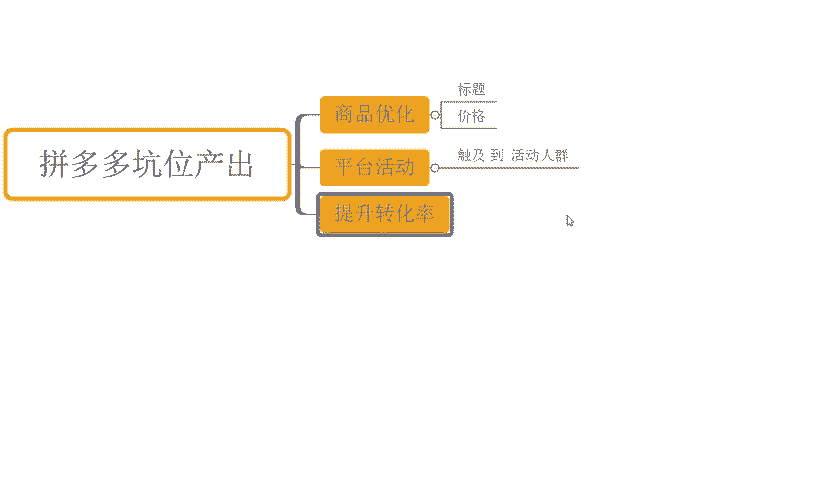 标题
商品优化
价格
拼多多坑位产出
平台活动
触及 到 活动人群
提升转化率